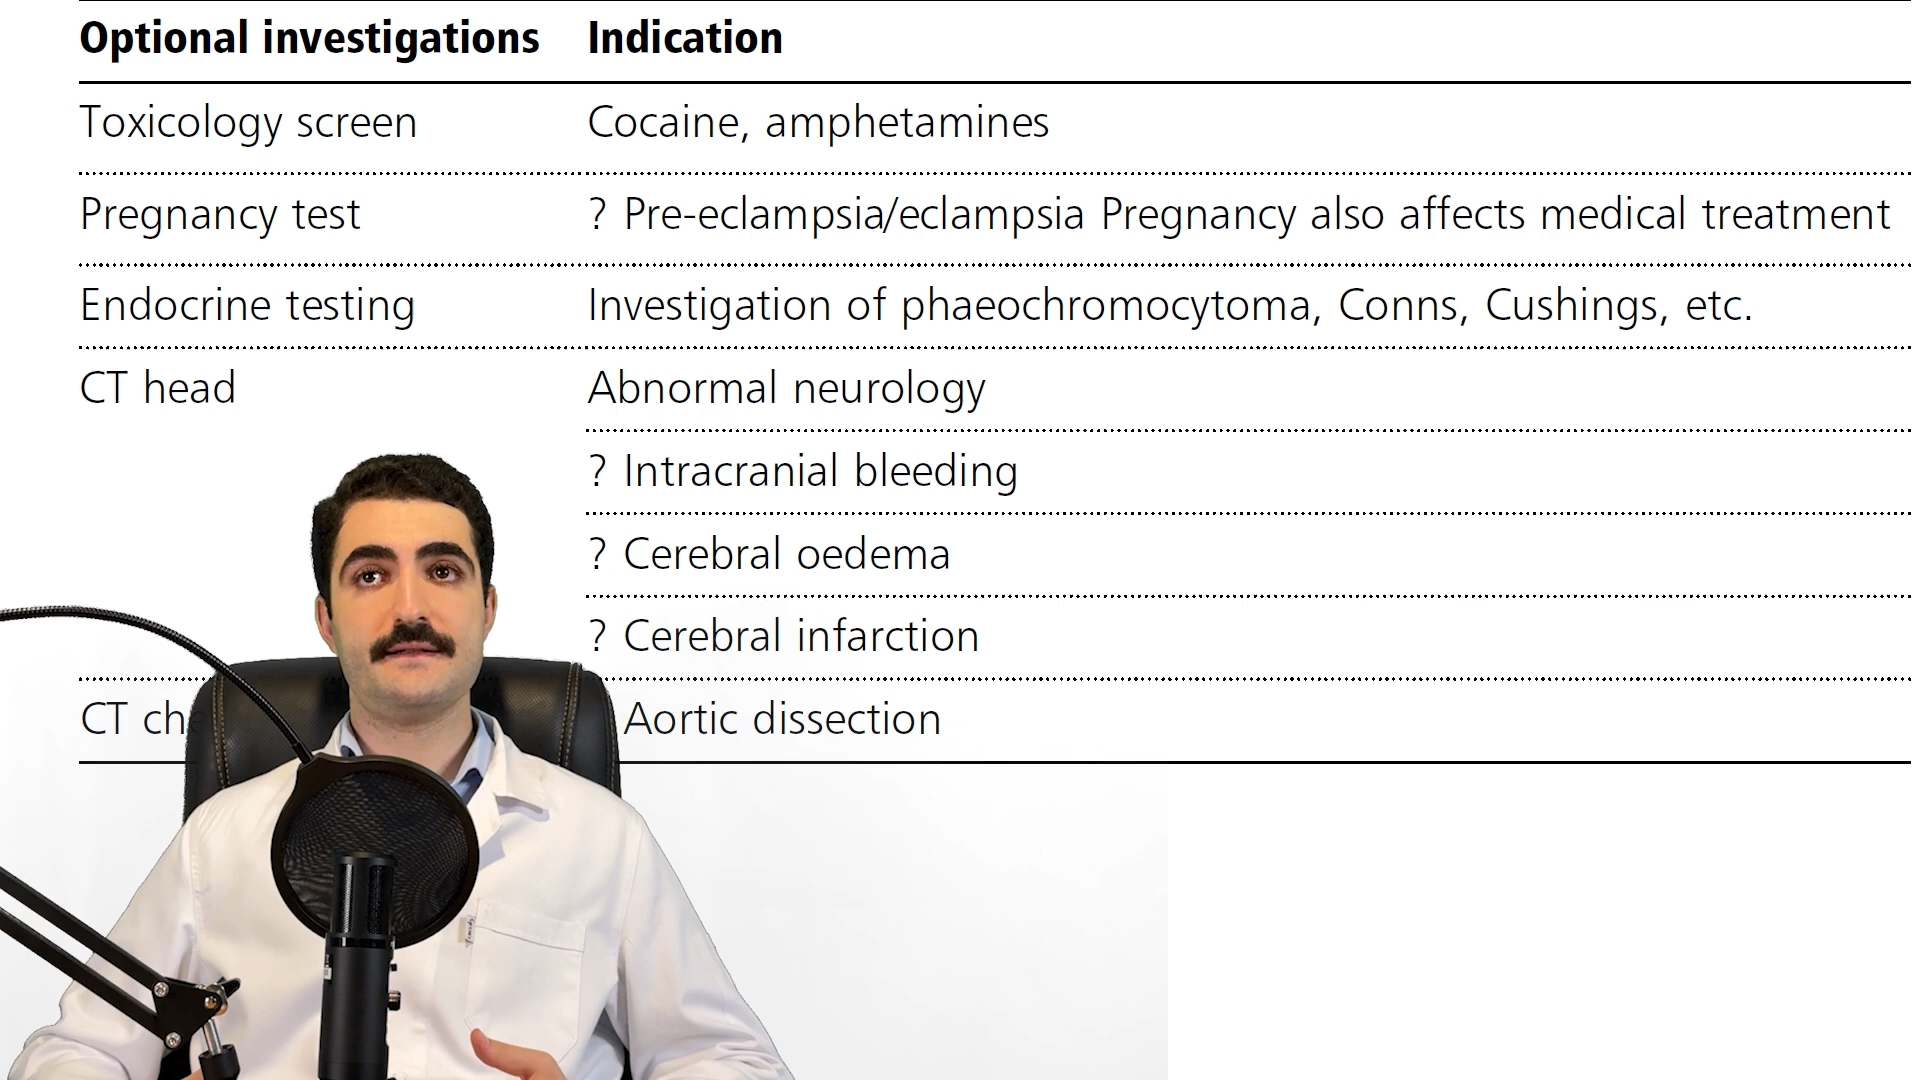 Optional investigations Indication
Toxicology screen Cocaine, amphetamines
Pregnancy test ? Pre-eclampsia/eclampsia Pregnancy also affects medical treatment
Endocrine testing Investigation of phaeochromocytoma, Conns, Cushings, etc.
CT head Abnormal neurology
? Intracranial bleeding
? Cerebral oedema
? Cerebral infarction
CT Aortic dissection